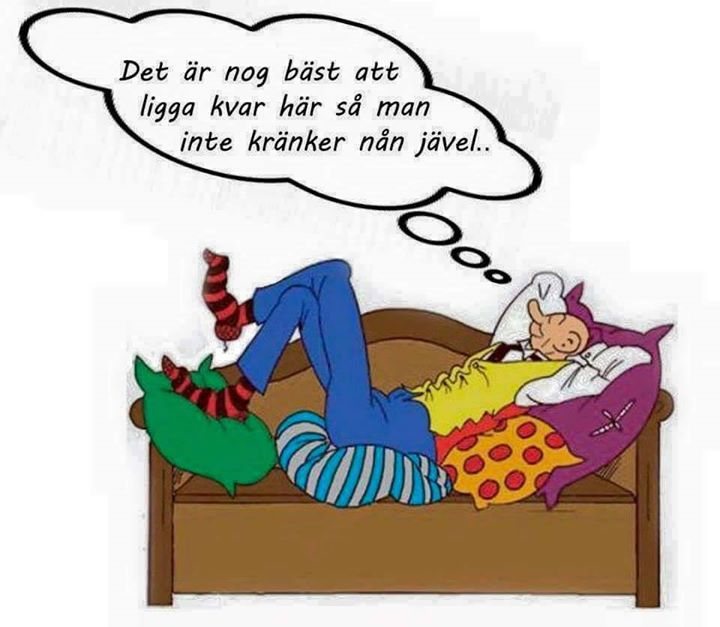 Det är nog bäst att
ligga kvar här så man
inte kränker nån jävel..